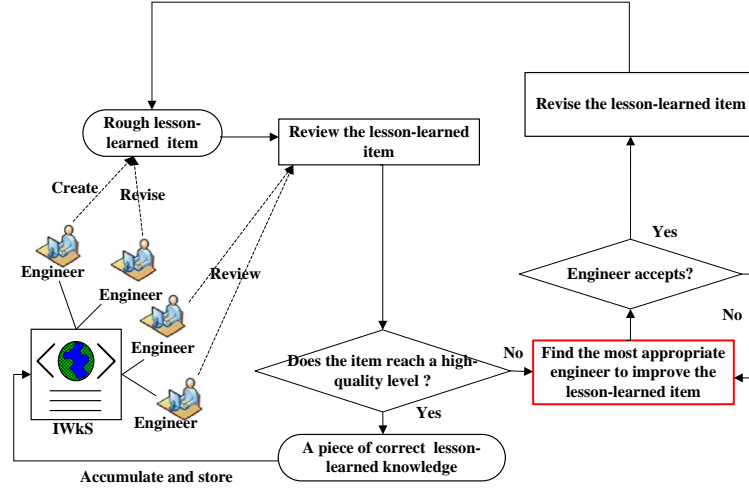 Rough lesson-
learned item
Review the lesson-learned
item
Revise the lesson-learned item
Create
Revise
Engineer
Engineer
Review
Engineer
Engineer
IWkS
Yes
Engineer accepts?
No
Does the item reach a high-
quality level ?
No
Find the most appropriate
engineer to improve the
lesson-learned item
Yes
A piece of correct lesson-
learned knowledge
Accumulate and store